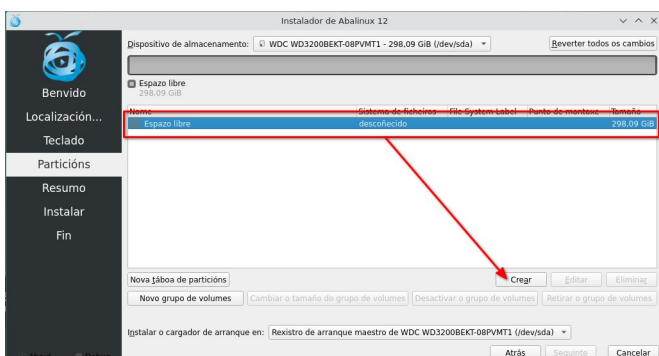 Instalador de Abalinux 12
Dispositivo de almacenamento: WDC WD3200BEKT-08PVMT1 - 298,09 GiB (/dev/sda) Reverter todos os cambios
Espazo libre
298.09 GiB
Benvido
Localización...
Teclado
Particións
Resumo
Instalar
Fin
Nome Sistema de ficheiros File System Label Punto de montaxe Tamaño
Espazo libre descoñecido 298,09 GiB
Nova táboa de particións Crear Editar Eliminar
Novo grupo de volumes Cambiar o tamaño do grupo de volumes Desactivar o grupo de volumes Retirar o grupo de volumes
Instalar o cargador de arranque en: Rexistro de arranque maestro de WDC WD3200BEKT-08PVMT1 (/dev/sda)
Atrás Seguinte Cancelar